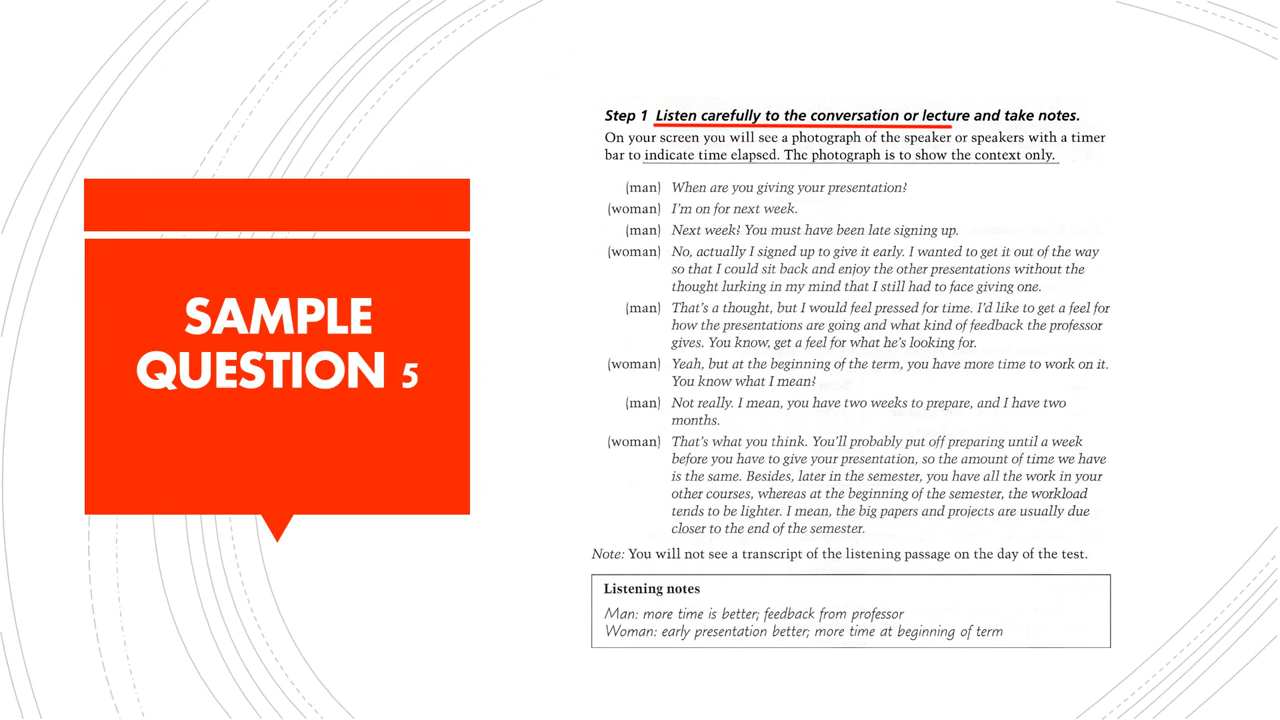 SAMPLE
QUESTION 5
Step 1 Listen carefully to the conversation or lecture and take notes.
On your screen you will see a photograph of the speaker or speakers with a timer
bar to indicate time elapsed. The photograph is to show the context only.
(man) When are you giving your presentation?
(woman) I'm on for next week.
(man) Next week? You must have been late signing up.
(woman) No, actually I signed up to give it early. I wanted to get it out of the way
so that I could sit back and enjoy the other presentations without the
thought lurking in my mind that I still had to face giving one.
(man) That's a thought, but I would feel pressed for time. I'd like to get a feel for
how the presentations are going and what kind of feedback the professor
gives. You know, get a feel for what he's looking for.
(woman) Yeah, but at the beginning of the term, you have more time to work on it.
You know what I mean?
(man) Not really. I mean, you have two weeks to prepare, and I have two
months.
(woman) That's what you think. You'll probably put off preparing until a week
before you have to give your presentation, so the amount of time we have
is the same. Besides, later in the semester, you have all the work in your
other courses, whereas at the beginning of the semester, the workload
tends to be lighter. I mean, the big papers and projects are usually due
closer to the end of the semester.
Note: You will not see a transcript of the listening passage on the day of the test.
Listening notes
Man: more time is better; feedback from professor
Woman: early presentation better; more time at beginning of term